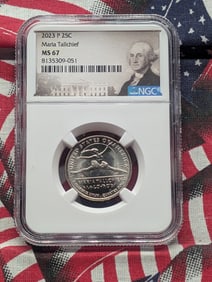 2023 P 25C
Maria Tallchief
MS 67
8135309-051
NGC